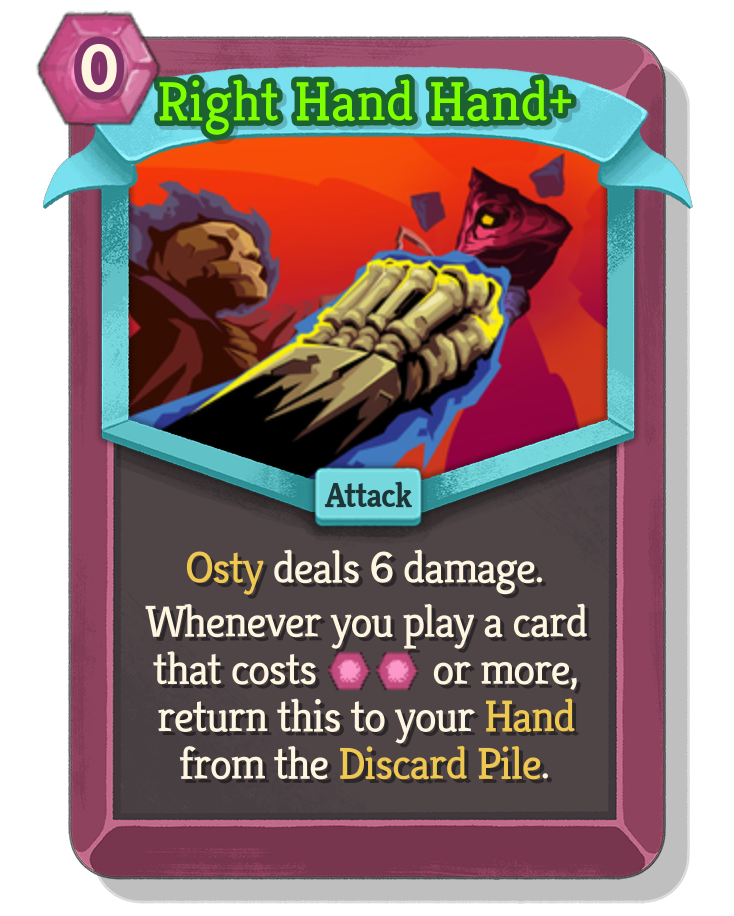 0
Right Hand Hand+
Attack
Osty deals 6 damage.
Whenever you play a card
that costs or more,
return this to your Hand
from the Discard Pile.